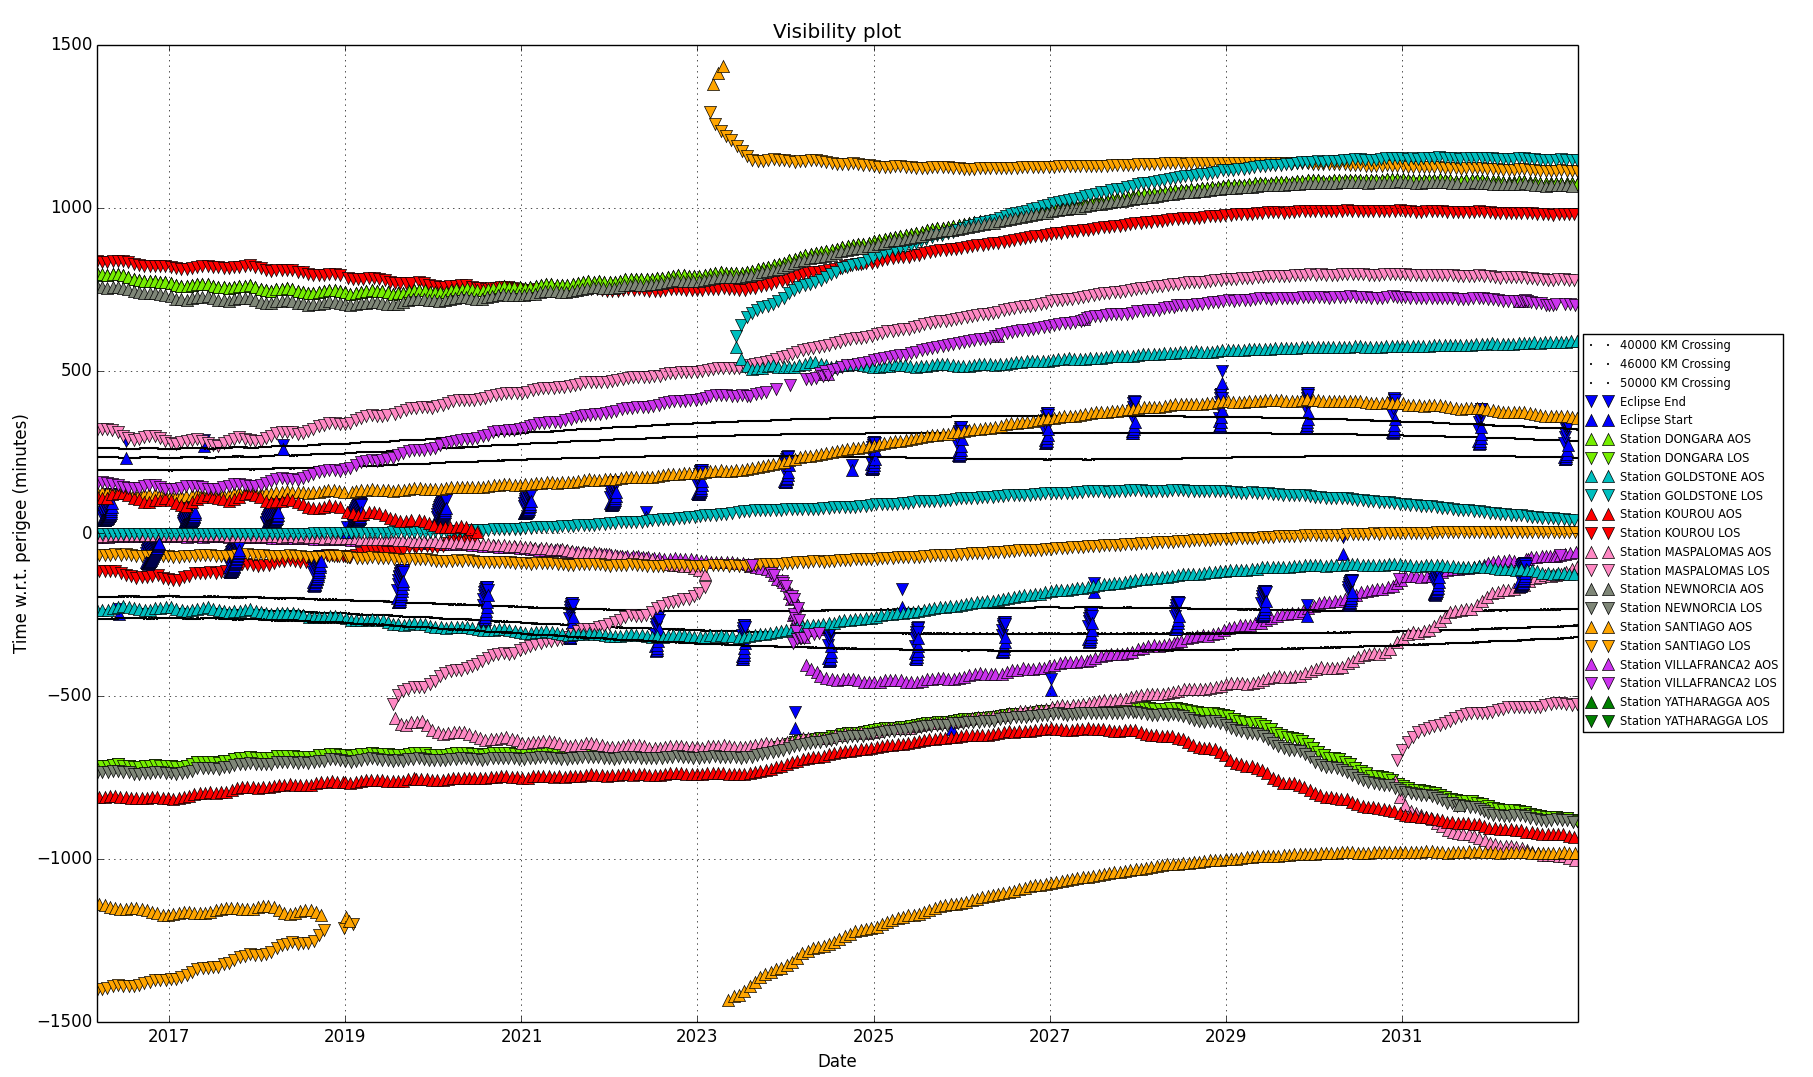 Visibility plot
1500
1000
500
0
−500
−1000
−1500
Time w.r.t. perigee (minutes)
2017 2019 2021 2023 2025 2027 2029 2031
Date
40000 KM Crossing
46000 KM Crossing
50000 KM Crossing
Eclipse End
Eclipse Start
Station DONGARA AOS
Station DONGARA LOS
Station GOLDSTONE AOS
Station GOLDSTONE LOS
Station KOUROU AOS
Station KOUROU LOS
Station MASPALOMAS AOS
Station MASPALOMAS LOS
Station NEWNORCIA AOS
Station NEWNORCIA LOS
Station SANTIAGO AOS
Station SANTIAGO LOS
Station VILLAFRANCA2 AOS
Station VILLAFRANCA2 LOS
Station YATHARAGGA AOS
Station YATHARAGGA LOS